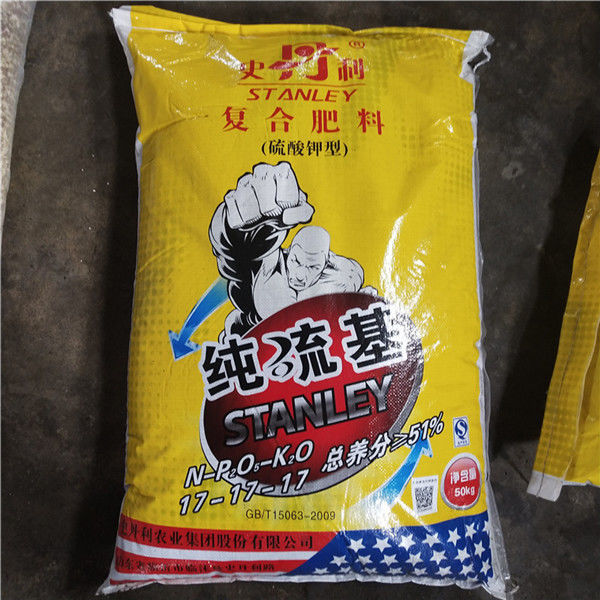 史丹利®
STANLEY
复合肥料
(硫酸钾型)
纯硫基
STANLEY
N-P₂O₅-K₂O 总养分≥51%
17-17-17
净含量
50kg
GB/T15063-2009
史丹利农业集团股份有限公司